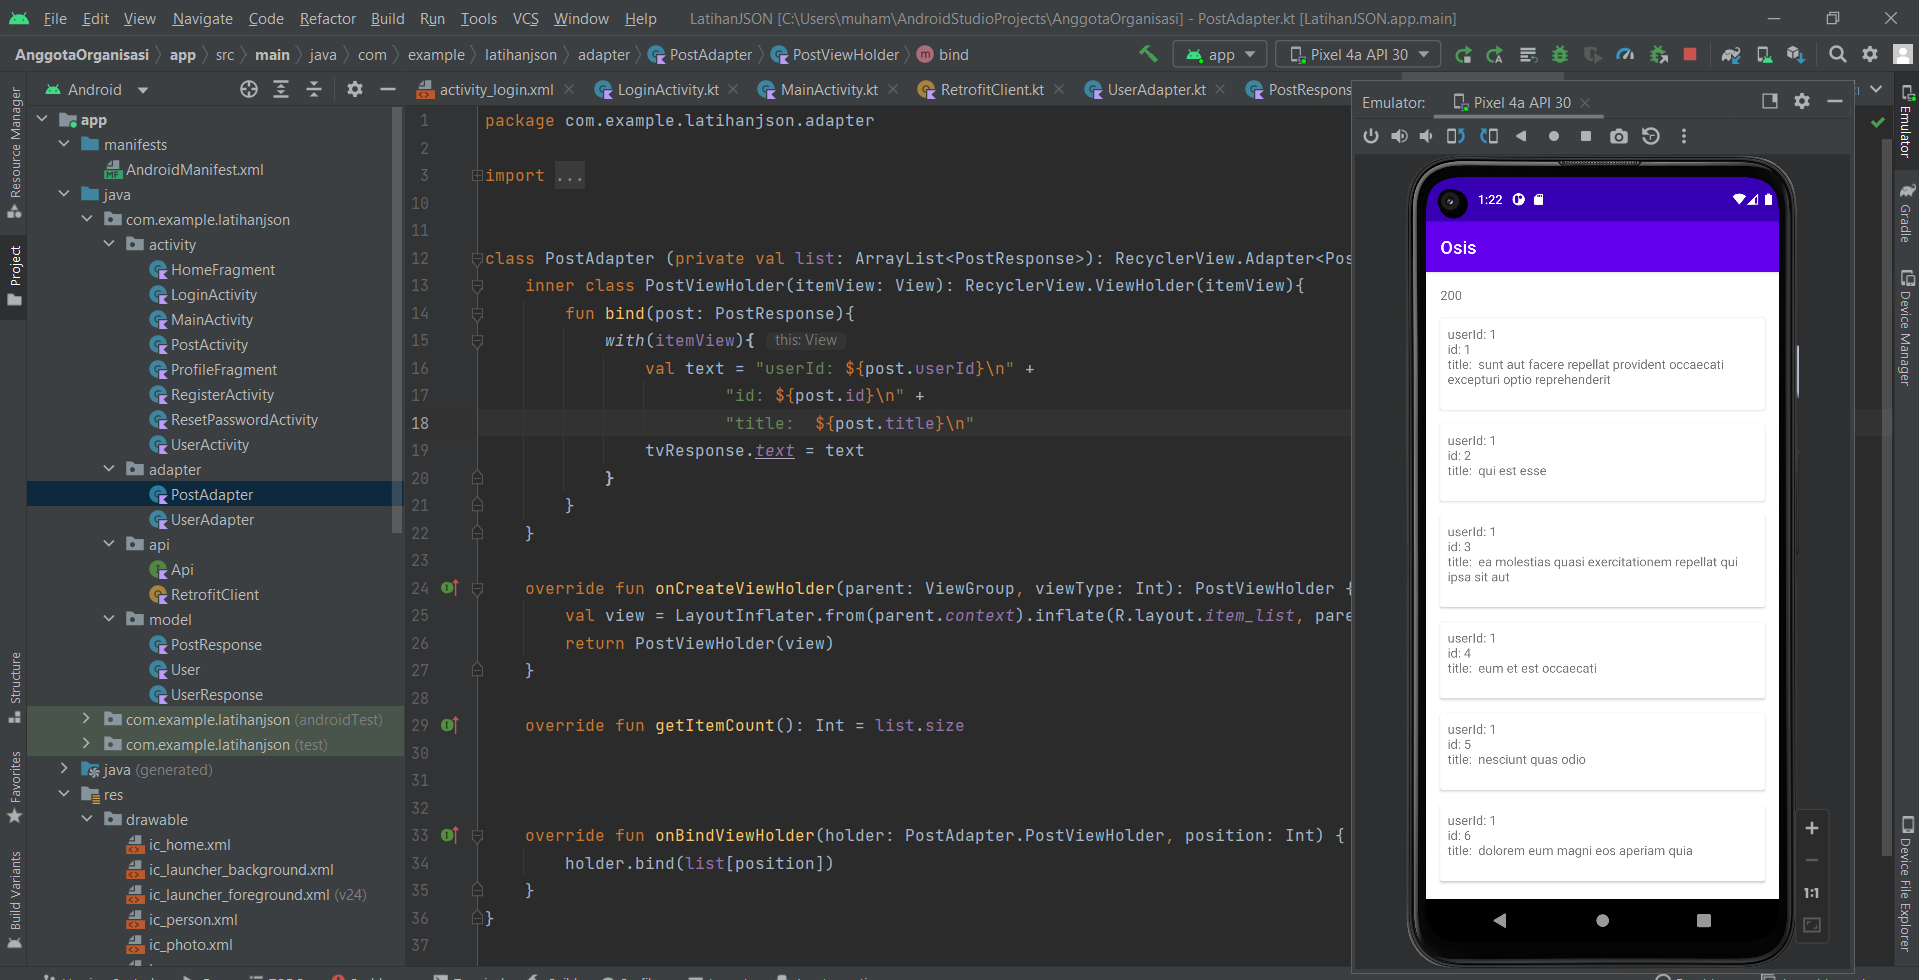 File Edit View Navigate Code Refactor Build Run Tools VCS Window Help LatihanJSON [C:\Users\muham\AndroidStudioProjects\AnggotaOrganisasi] - PostAdapter.kt [LatihanJSON.app.main]
AnggotaOrganisasi app src main java com example latihanjson adapter PostAdapter PostViewHolder bind app Pixel 4a API 30
Android
activity_login.xml LoginActivity.kt MainActivity.kt RetrofitClient.kt UserAdapter.kt PostRespons
Resource Manager
Project
Structure
Favorites
Build Variants
app
manifests
AndroidManifest.xml
java
com.example.latihanjson
activity
HomeFragment
LoginActivity
MainActivity
PostActivity
ProfileFragment
RegisterActivity
ResetPasswordActivity
UserActivity
adapter
PostAdapter
UserAdapter
api
Api
RetrofitClient
model
PostResponse
User
UserResponse
com.example.latihanjson (androidTest)
com.example.latihanjson (test)
java (generated)
res
drawable
ic_home.xml
ic_launcher_background.xml
ic_launcher_foreground.xml (v24)
ic_person.xml
ic_photo.xml
1 package com.example.latihanjson.adapter
2
3 import ...
10
11
12 class PostAdapter (private val list: ArrayList<PostResponse>): RecyclerView.Adapter<Pos
13 inner class PostViewHolder(itemView: View): RecyclerView.ViewHolder(itemView){
14 fun bind(post: PostResponse){
15 with(itemView){ this: View
16 val text = "userId: ${post.userId}\n" +
17 "id: ${post.id}\n" +
18 "title:  ${post.title}\n"
19 tvResponse.text = text
20 }
21 }
22 }
23
24 override fun onCreateViewHolder(parent: ViewGroup, viewType: Int): PostViewHolder {
25 val view = LayoutInflater.from(parent.context).inflate(R.layout.item_list, pare
26 return PostViewHolder(view)
27 }
28
29 override fun getItemCount(): Int = list.size
30
31
32
33 override fun onBindViewHolder(holder: PostAdapter.PostViewHolder, position: Int) {
34 holder.bind(list[position])
35 }
36 }
37
Emulator: Pixel 4a API 30
1:22
Osis
200
userId: 1
id: 1
title:  sunt aut facere repellat provident occaecati
excepturi optio reprehenderit
userId: 1
id: 2
title:  qui est esse
userId: 1
id: 3
title:  ea molestias quasi exercitationem repellat qui
ipsa sit aut
userId: 1
id: 4
title:  eum et est occaecati
userId: 1
id: 5
title:  nesciunt quas odio
userId: 1
id: 6
title:  dolorem eum magni eos aperiam quia
1:1
Emulator
Gradle
Device Manager
Device File Explorer